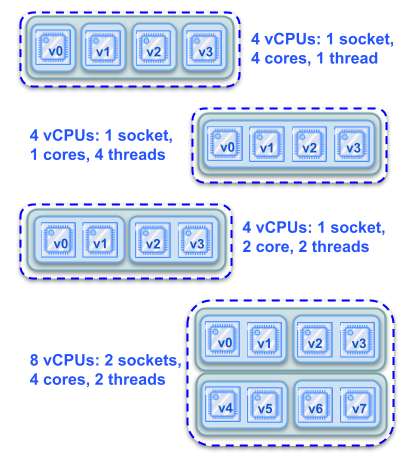 v0 v1 v2 v3
4 vCPUs: 1 socket,
4 cores, 1 thread
4 vCPUs: 1 socket,
1 cores, 4 threads
v0 v1 v2 v3
v0 v1 v2 v3
4 vCPUs: 1 socket,
2 core, 2 threads
8 vCPUs: 2 sockets,
4 cores, 2 threads
v0 v1 v2 v3
v4 v5 v6 v7